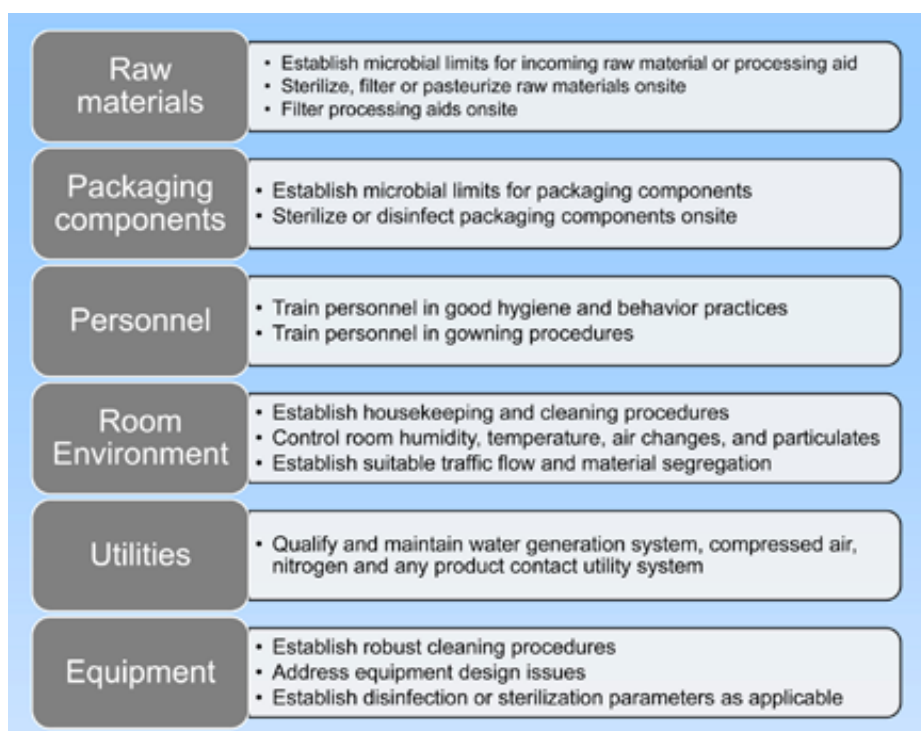 Raw
materials
• Establish microbial limits for incoming raw material or processing aid
• Sterilize, filter or pasteurize raw materials onsite
• Filter processing aids onsite
Packaging
components
• Establish microbial limits for packaging components
• Sterilize or disinfect packaging components onsite
Personnel
• Train personnel in good hygiene and behavior practices
• Train personnel in gowning procedures
Room
Environment
• Establish housekeeping and cleaning procedures
• Control room humidity, temperature, air changes, and particulates
• Establish suitable traffic flow and material segregation
Utilities
• Qualify and maintain water generation system, compressed air,
nitrogen and any product contact utility system
Equipment
• Establish robust cleaning procedures
• Address equipment design issues
• Establish disinfection or sterilization parameters as applicable